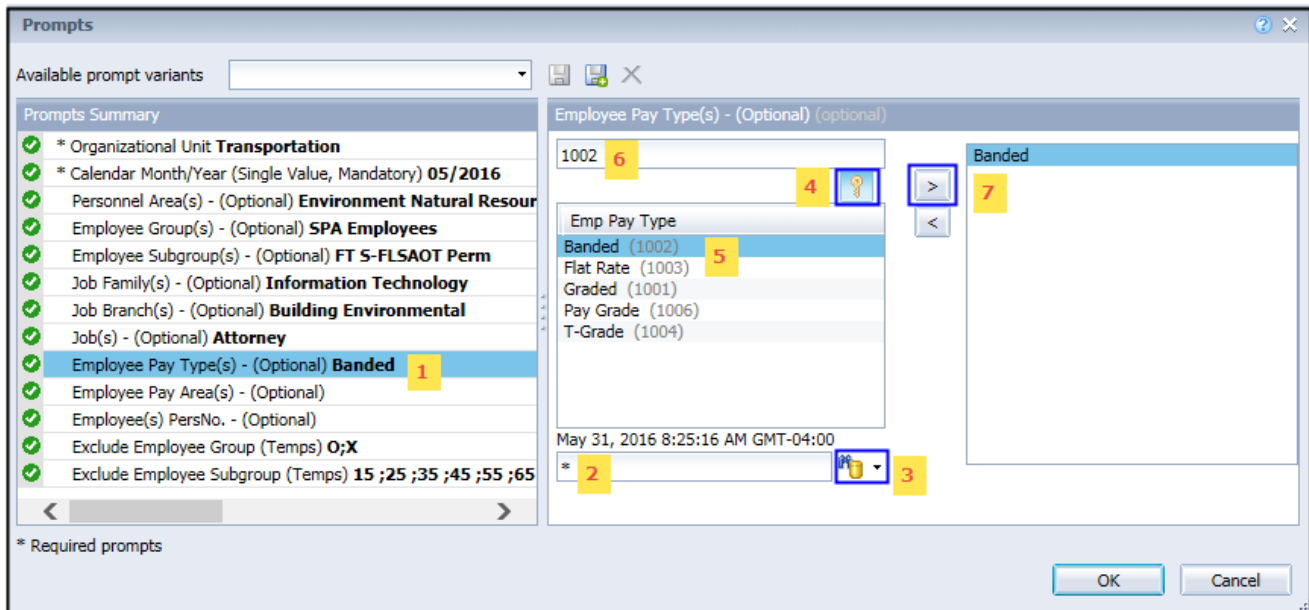 Prompts
Available prompt variants
Prompts Summary
* Organizational Unit Transportation
* Calendar Month/Year (Single Value, Mandatory) 05/2016
Personnel Area(s) - (Optional) Environment Natural Resour
Employee Group(s) - (Optional) SPA Employees
Employee Subgroup(s) - (Optional) FT S-FLSAOT Perm
Job Family(s) - (Optional) Information Technology
Job Branch(s) - (Optional) Building Environmental
Job(s) - (Optional) Attorney
Employee Pay Type(s) - (Optional) Banded 1
Employee Pay Area(s) - (Optional)
Employee(s) PersNo. - (Optional)
Exclude Employee Group (Temps) O;X
Exclude Employee Subgroup (Temps) 15 ;25 ;35 ;45 ;55 ;65
* Required prompts
Employee Pay Type(s) - (Optional) (optional)
1002 6
4
Emp Pay Type
Banded (1002) 5
Flat Rate (1003)
Graded (1001)
Pay Grade (1006)
T-Grade (1004)
May 31, 2016 8:25:16 AM GMT-04:00
* 2
3
> 7
<
Banded
OK Cancel